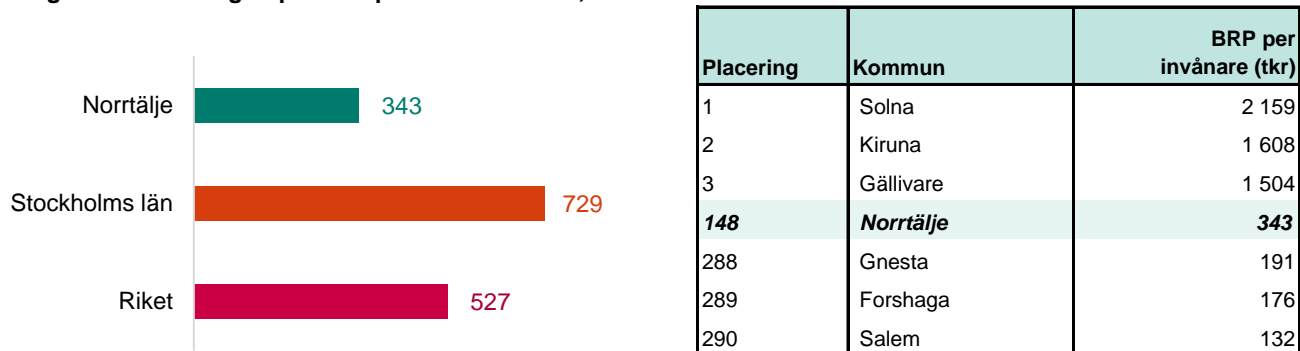 Norrtälje 343
Stockholms län 729
Riket 527
Placering Kommun BRP per invånare (tkr)
1 Solna 2 159
2 Kiruna 1 608
3 Gällivare 1 504
148 Norrtälje 343
288 Gnesta 191
289 Forshaga 176
290 Salem 132